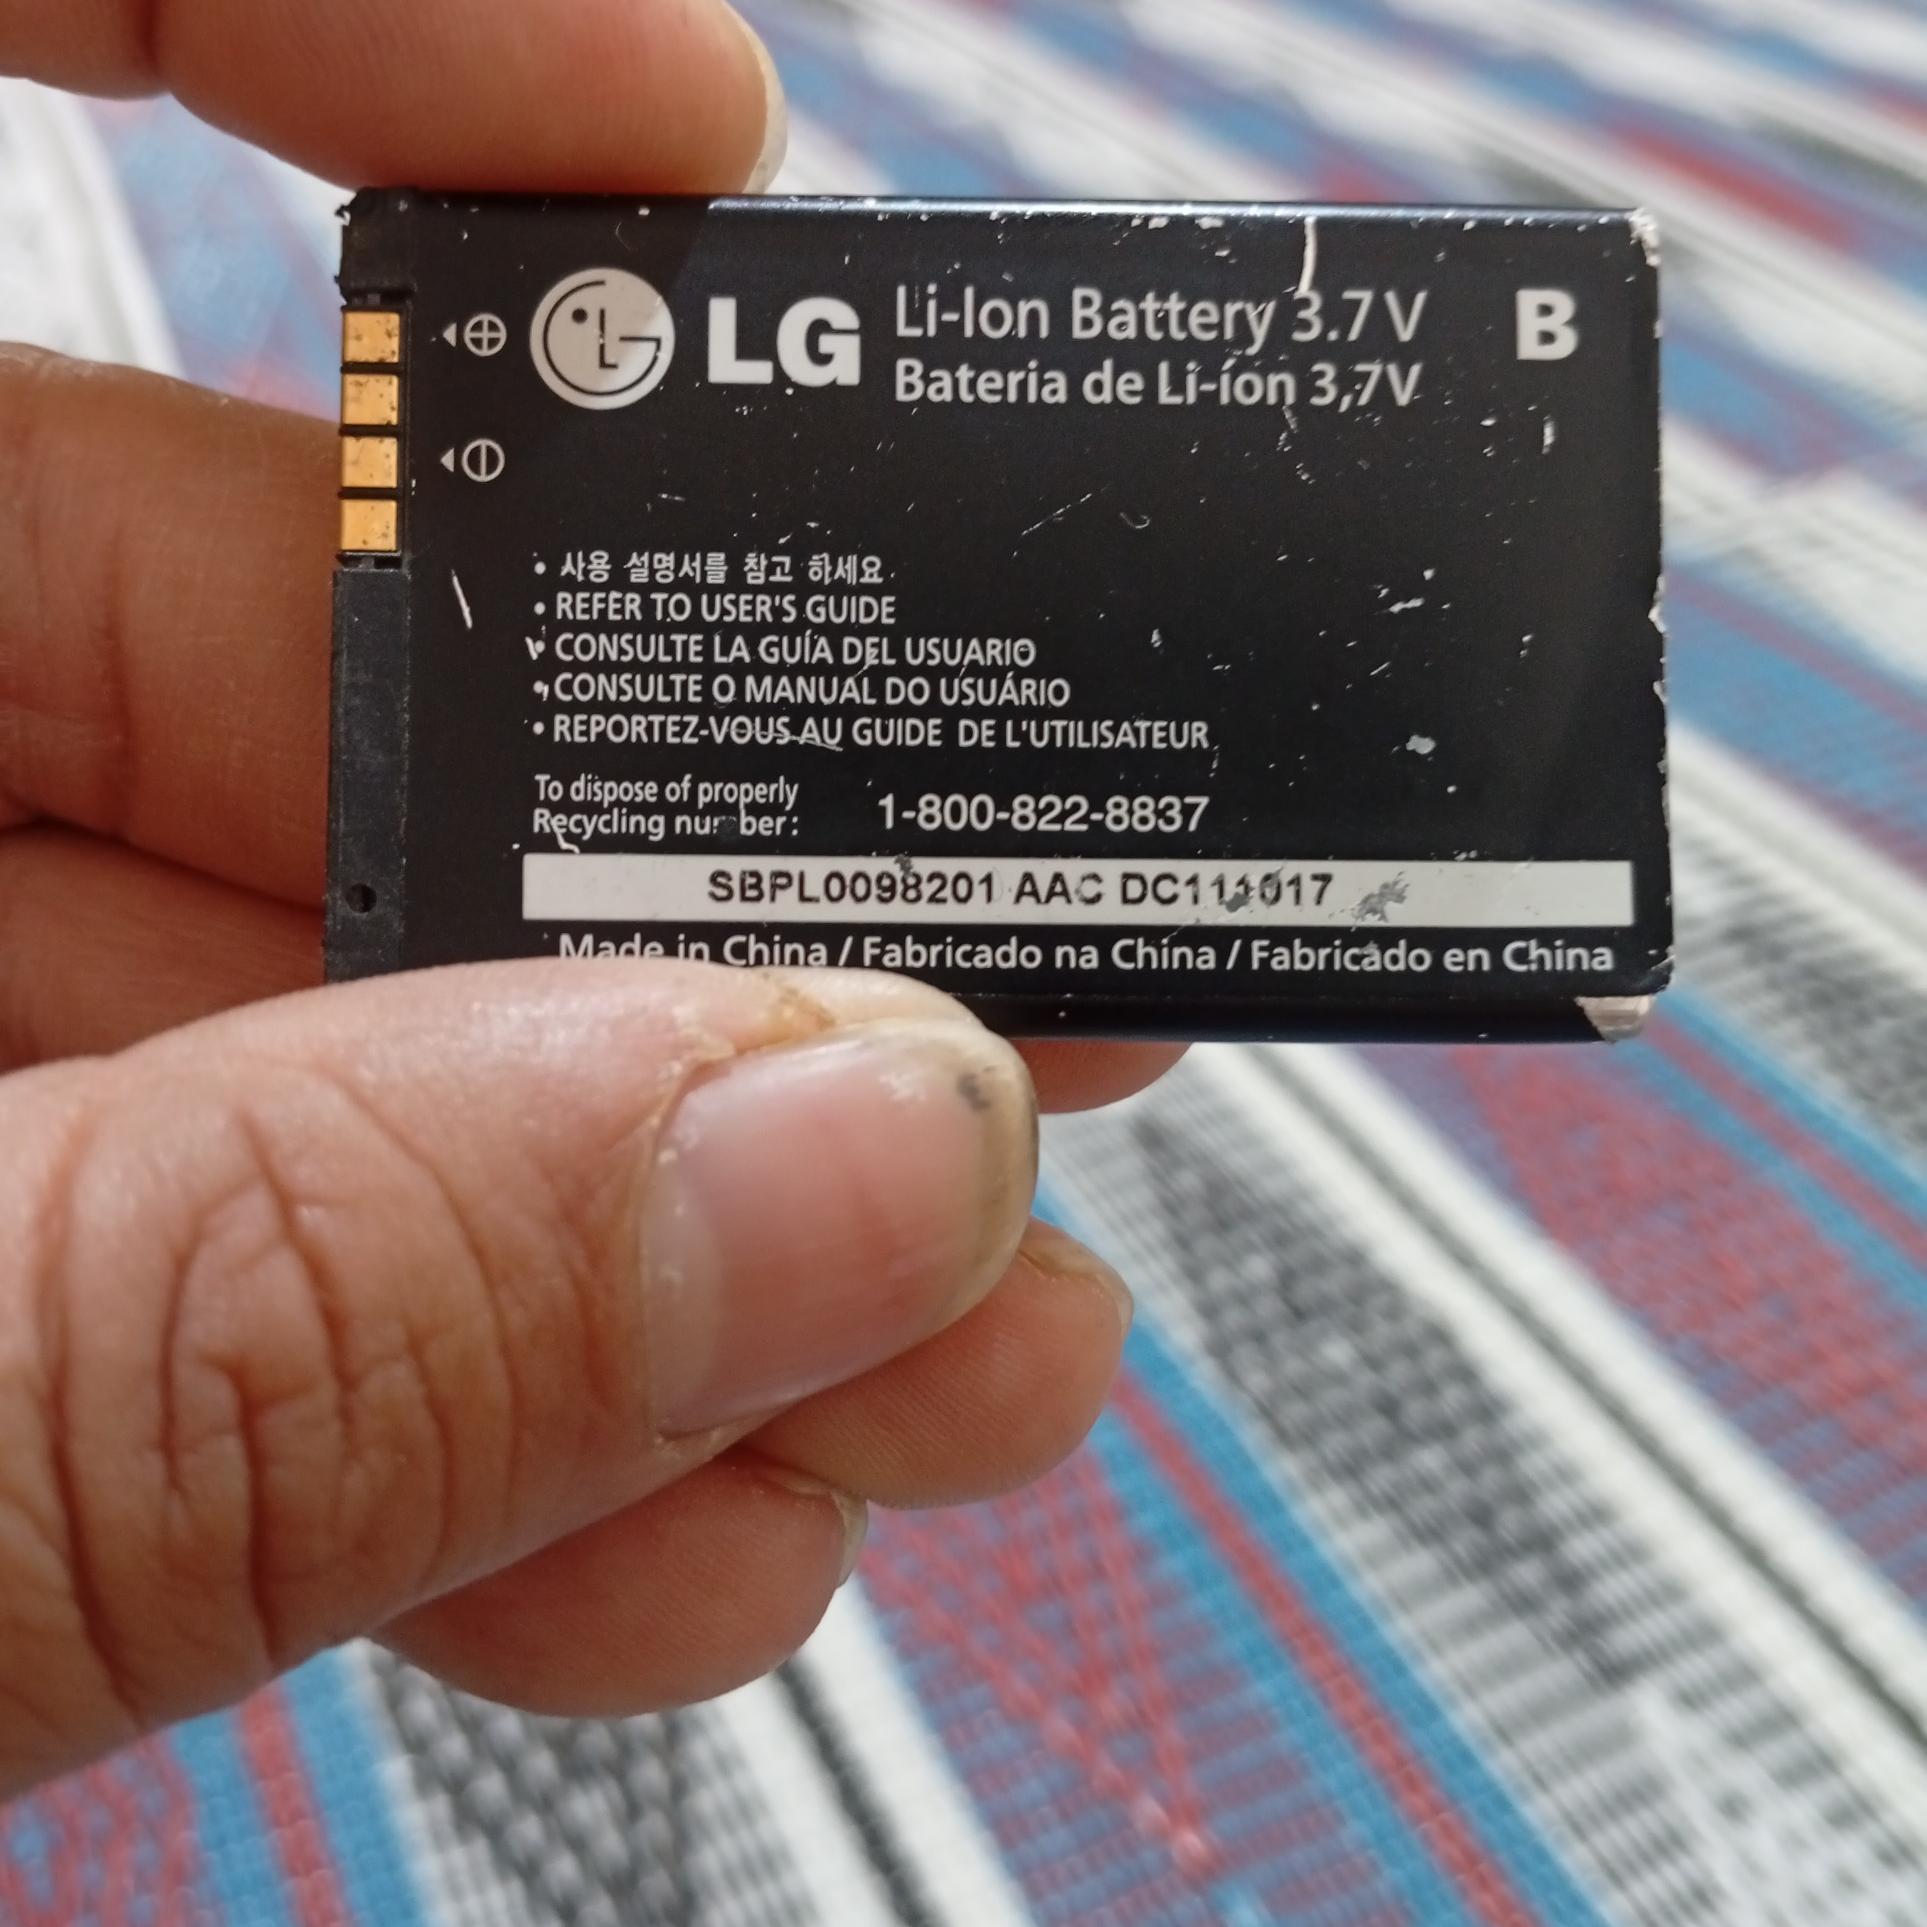 LG Li-Ion Battery 3.7V B
Bateria de Li-íon 3,7V
• 사용 설명서를 참고 하세요.
• REFER TO USER'S GUIDE
• CONSULTE LA GUÍA DEL USUARIO
• CONSULTE O MANUAL DO USUÁRIO
• REPORTEZ-VOUS AU GUIDE DE L'UTILISATEUR
To dispose of properly
Recycling number: 1-800-822-8837
SBPL0098201 AAC DC111017
Made in China / Fabricado na China / Fabricado en China